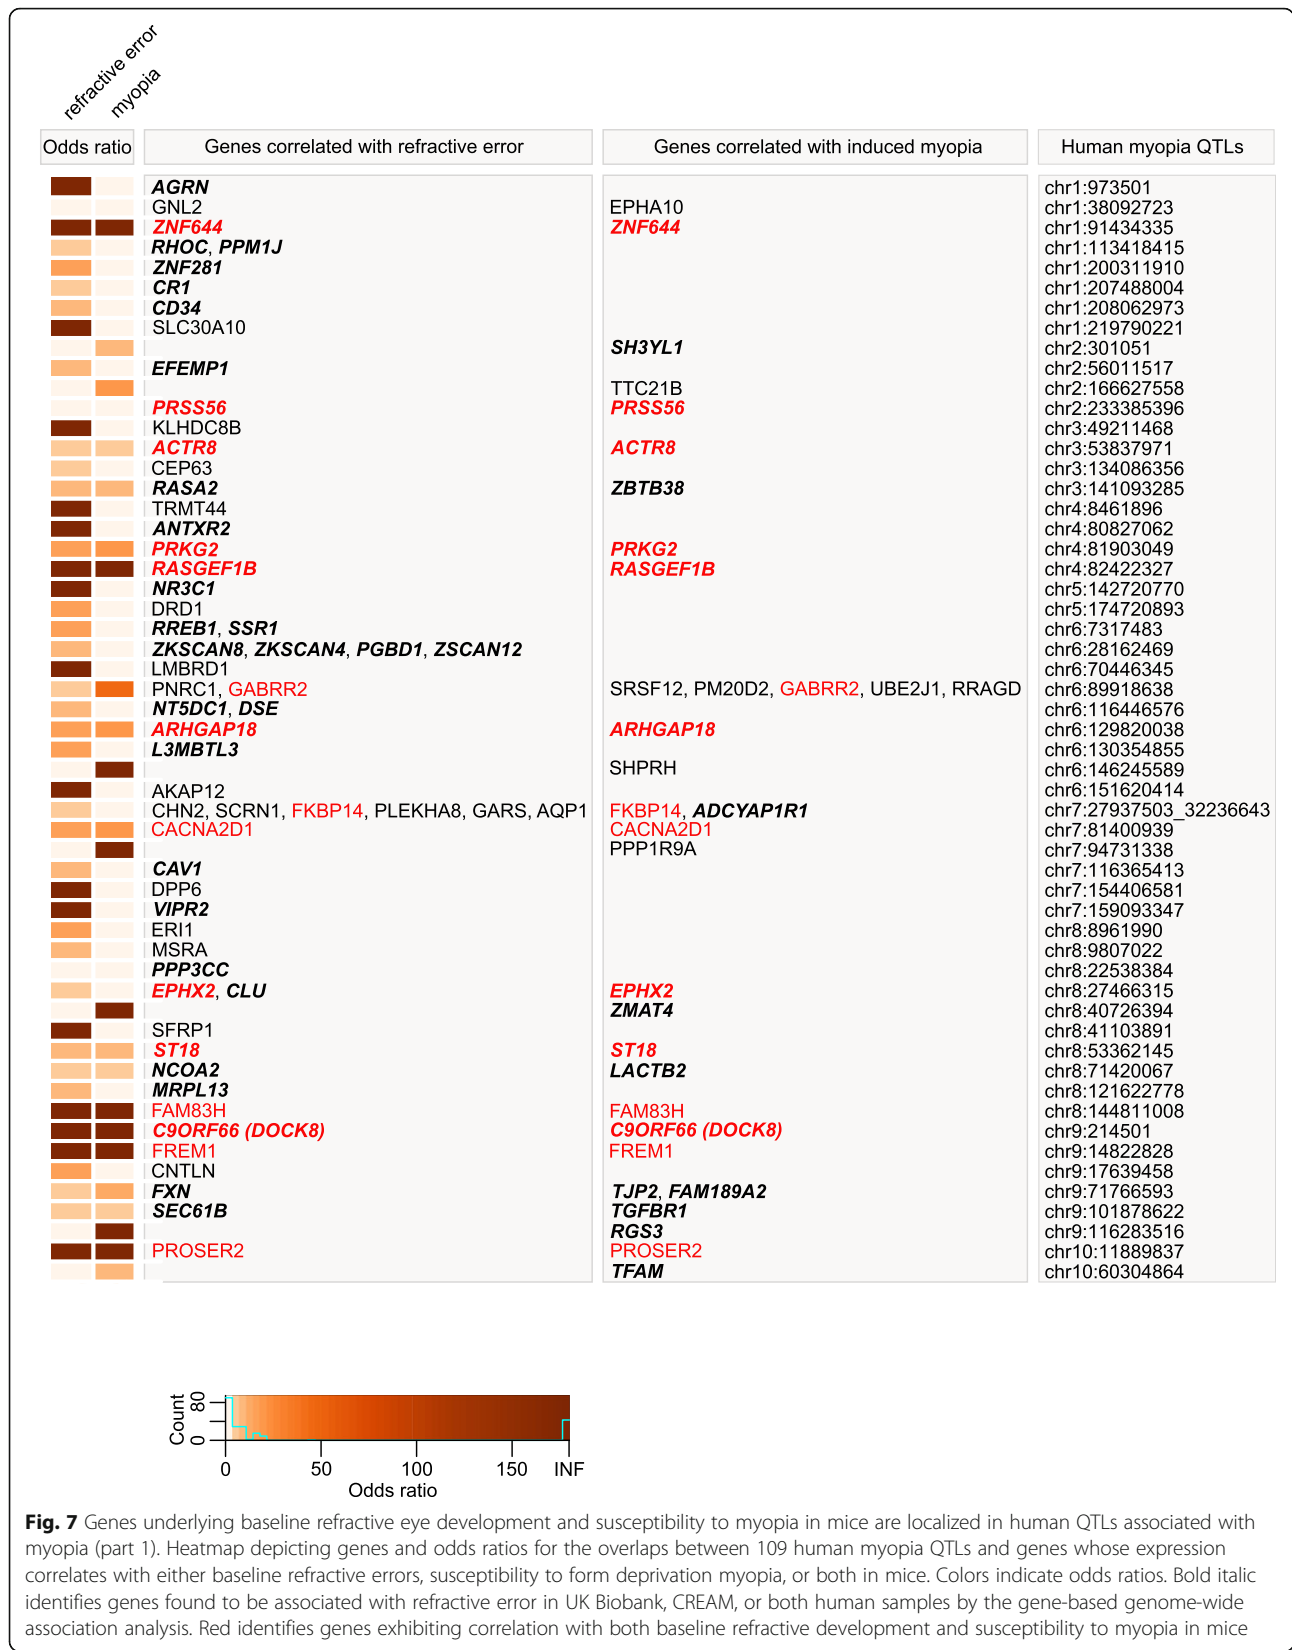 refractive error
myopia
Odds ratio Genes correlated with refractive error Genes correlated with induced myopia Human myopia QTLs
AGRN chr1:973501
GNL2 EPHA10 chr1:38092723
ZNF644 ZNF644 chr1:91434335
RHOC, PPM1J chr1:113418415
ZNF281 chr1:200311910
CR1 chr1:207488004
CD34 chr1:208062973
SLC30A10 chr1:219790221
SH3YL1 chr2:301051
EFEMP1 chr2:56011517
TTC21B chr2:166627558
PRSS56 PRSS56 chr2:233385396
KLHDC8B chr3:49211468
ACTR8 ACTR8 chr3:53837971
CEP63 chr3:134086356
RASA2 ZBTB38 chr3:141093285
TRMT44 chr4:8461896
ANTXR2 chr4:80827062
PRKG2 PRKG2 chr4:81903049
RASGEF1B RASGEF1B chr4:82422327
NR3C1 chr5:142720770
DRD1 chr5:174720893
RREB1, SSR1 chr6:7317483
ZKSCAN8, ZKSCAN4, PGBD1, ZSCAN12 chr6:28162469
LMBRD1 chr6:70446345
PNRC1, GABRR2 SRSF12, PM20D2, GABRR2, UBE2J1, RRAGD chr6:89918638
NT5DC1, DSE chr6:116446576
ARHGAP18 ARHGAP18 chr6:129820038
L3MBTL3 chr6:130354855
SHPRH chr6:146245589
AKAP12 chr6:151620414
CHN2, SCRN1, FKBP14, PLEKHA8, GARS, AQP1 FKBP14, ADCYAP1R1 chr7:27937503_32236643
CACNA2D1 CACNA2D1 chr7:81400939
PPP1R9A chr7:94731338
CAV1 chr7:116365413
DPP6 chr7:154406581
VIPR2 chr7:159093347
ERI1 chr8:8961990
MSRA chr8:9807022
PPP3CC chr8:22538384
EPHX2, CLU EPHX2 chr8:27466315
ZMAT4 chr8:40726394
SFRP1 chr8:41103891
ST18 ST18 chr8:53362145
NCOA2 LACTB2 chr8:71420067
MRPL13 chr8:121622778
FAM83H FAM83H chr8:144811008
C9ORF66 (DOCK8) C9ORF66 (DOCK8) chr9:214501
FREM1 FREM1 chr9:14822828
CNTLN chr9:17639458
FXN TJP2, FAM189A2 chr9:71766593
SEC61B TGFBR1 chr9:101878622
RGS3 chr9:116283516
PROSER2 PROSER2 chr10:11889837
TFAM chr10:60304864
Count
0 80
0 50 100 150 INF
Odds ratio
Fig. 7 Genes underlying baseline refractive eye development and susceptibility to myopia in mice are localized in human QTLs associated with
myopia (part 1). Heatmap depicting genes and odds ratios for the overlaps between 109 human myopia QTLs and genes whose expression
correlates with either baseline refractive errors, susceptibility to form deprivation myopia, or both in mice. Colors indicate odds ratios. Bold italic
identifies genes found to be associated with refractive error in UK Biobank, CREAM, or both human samples by the gene-based genome-wide
association analysis. Red identifies genes exhibiting correlation with both baseline refractive development and susceptibility to myopia in mice